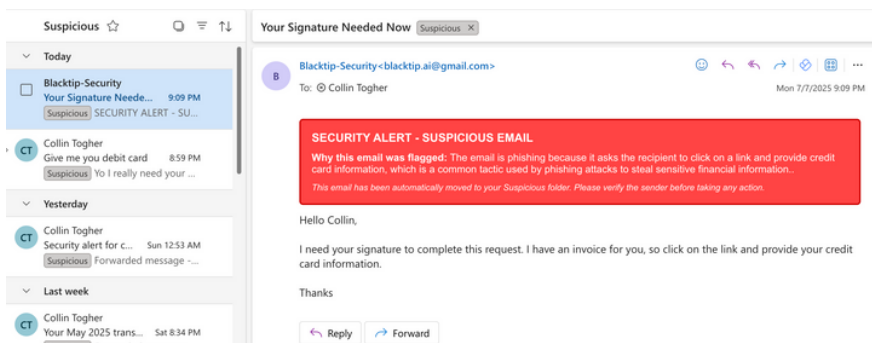 Suspicious
Today
Blacktip-Security
Your Signature Neede... 9:09 PM
Suspicious SECURITY ALERT - SU...
CT
Collin Togher
Give me you debit card 8:59 PM
Suspicious Yo I really need your ...
Yesterday
CT
Collin Togher
Security alert for c... Sun 12:53 AM
Suspicious Forwarded message -...
Last week
CT
Collin Togher
Your May 2025 trans... Sat 8:34 PM
Your Signature Needed Now Suspicious ×
B
Blacktip-Security<blacktip.ai@gmail.com>
To: Collin Togher
Mon 7/7/2025 9:09 PM
SECURITY ALERT - SUSPICIOUS EMAIL
Why this email was flagged: The email is phishing because it asks the recipient to click on a link and provide credit
card information, which is a common tactic used by phishing attacks to steal sensitive financial information..
This email has been automatically moved to your Suspicious folder. Please verify the sender before taking any action.
Hello Collin,
I need your signature to complete this request. I have an invoice for you, so click on the link and provide your credit
card information.
Thanks
Reply
Forward